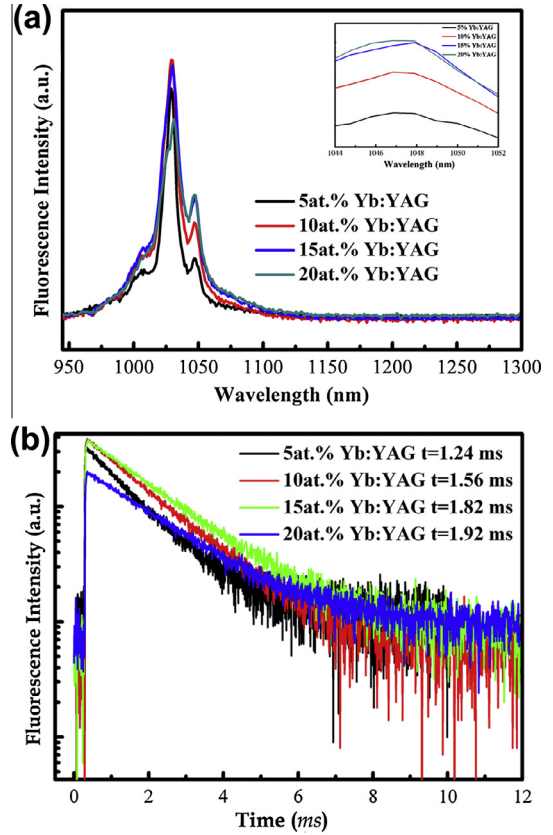 (a)
5% Yb:YAG
10% Yb:YAG
15% Yb:YAG
20% Yb:YAG
1044 1046 1048 1050 1052
Wavelength (nm)
5at.% Yb:YAG
10at.% Yb:YAG
15at.% Yb:YAG
20at.% Yb:YAG
Fluorescence Intensity (a.u.)
950 1000 1050 1100 1150 1200 1250 1300
Wavelength (nm)
(b)
5at.% Yb:YAG t=1.24 ms
10at.% Yb:YAG t=1.56 ms
15at.% Yb:YAG t=1.82 ms
20at.% Yb:YAG t=1.92 ms
Fluorescence Intensity (a.u.)
0 2 4 6 8 10 12
Time (ms)